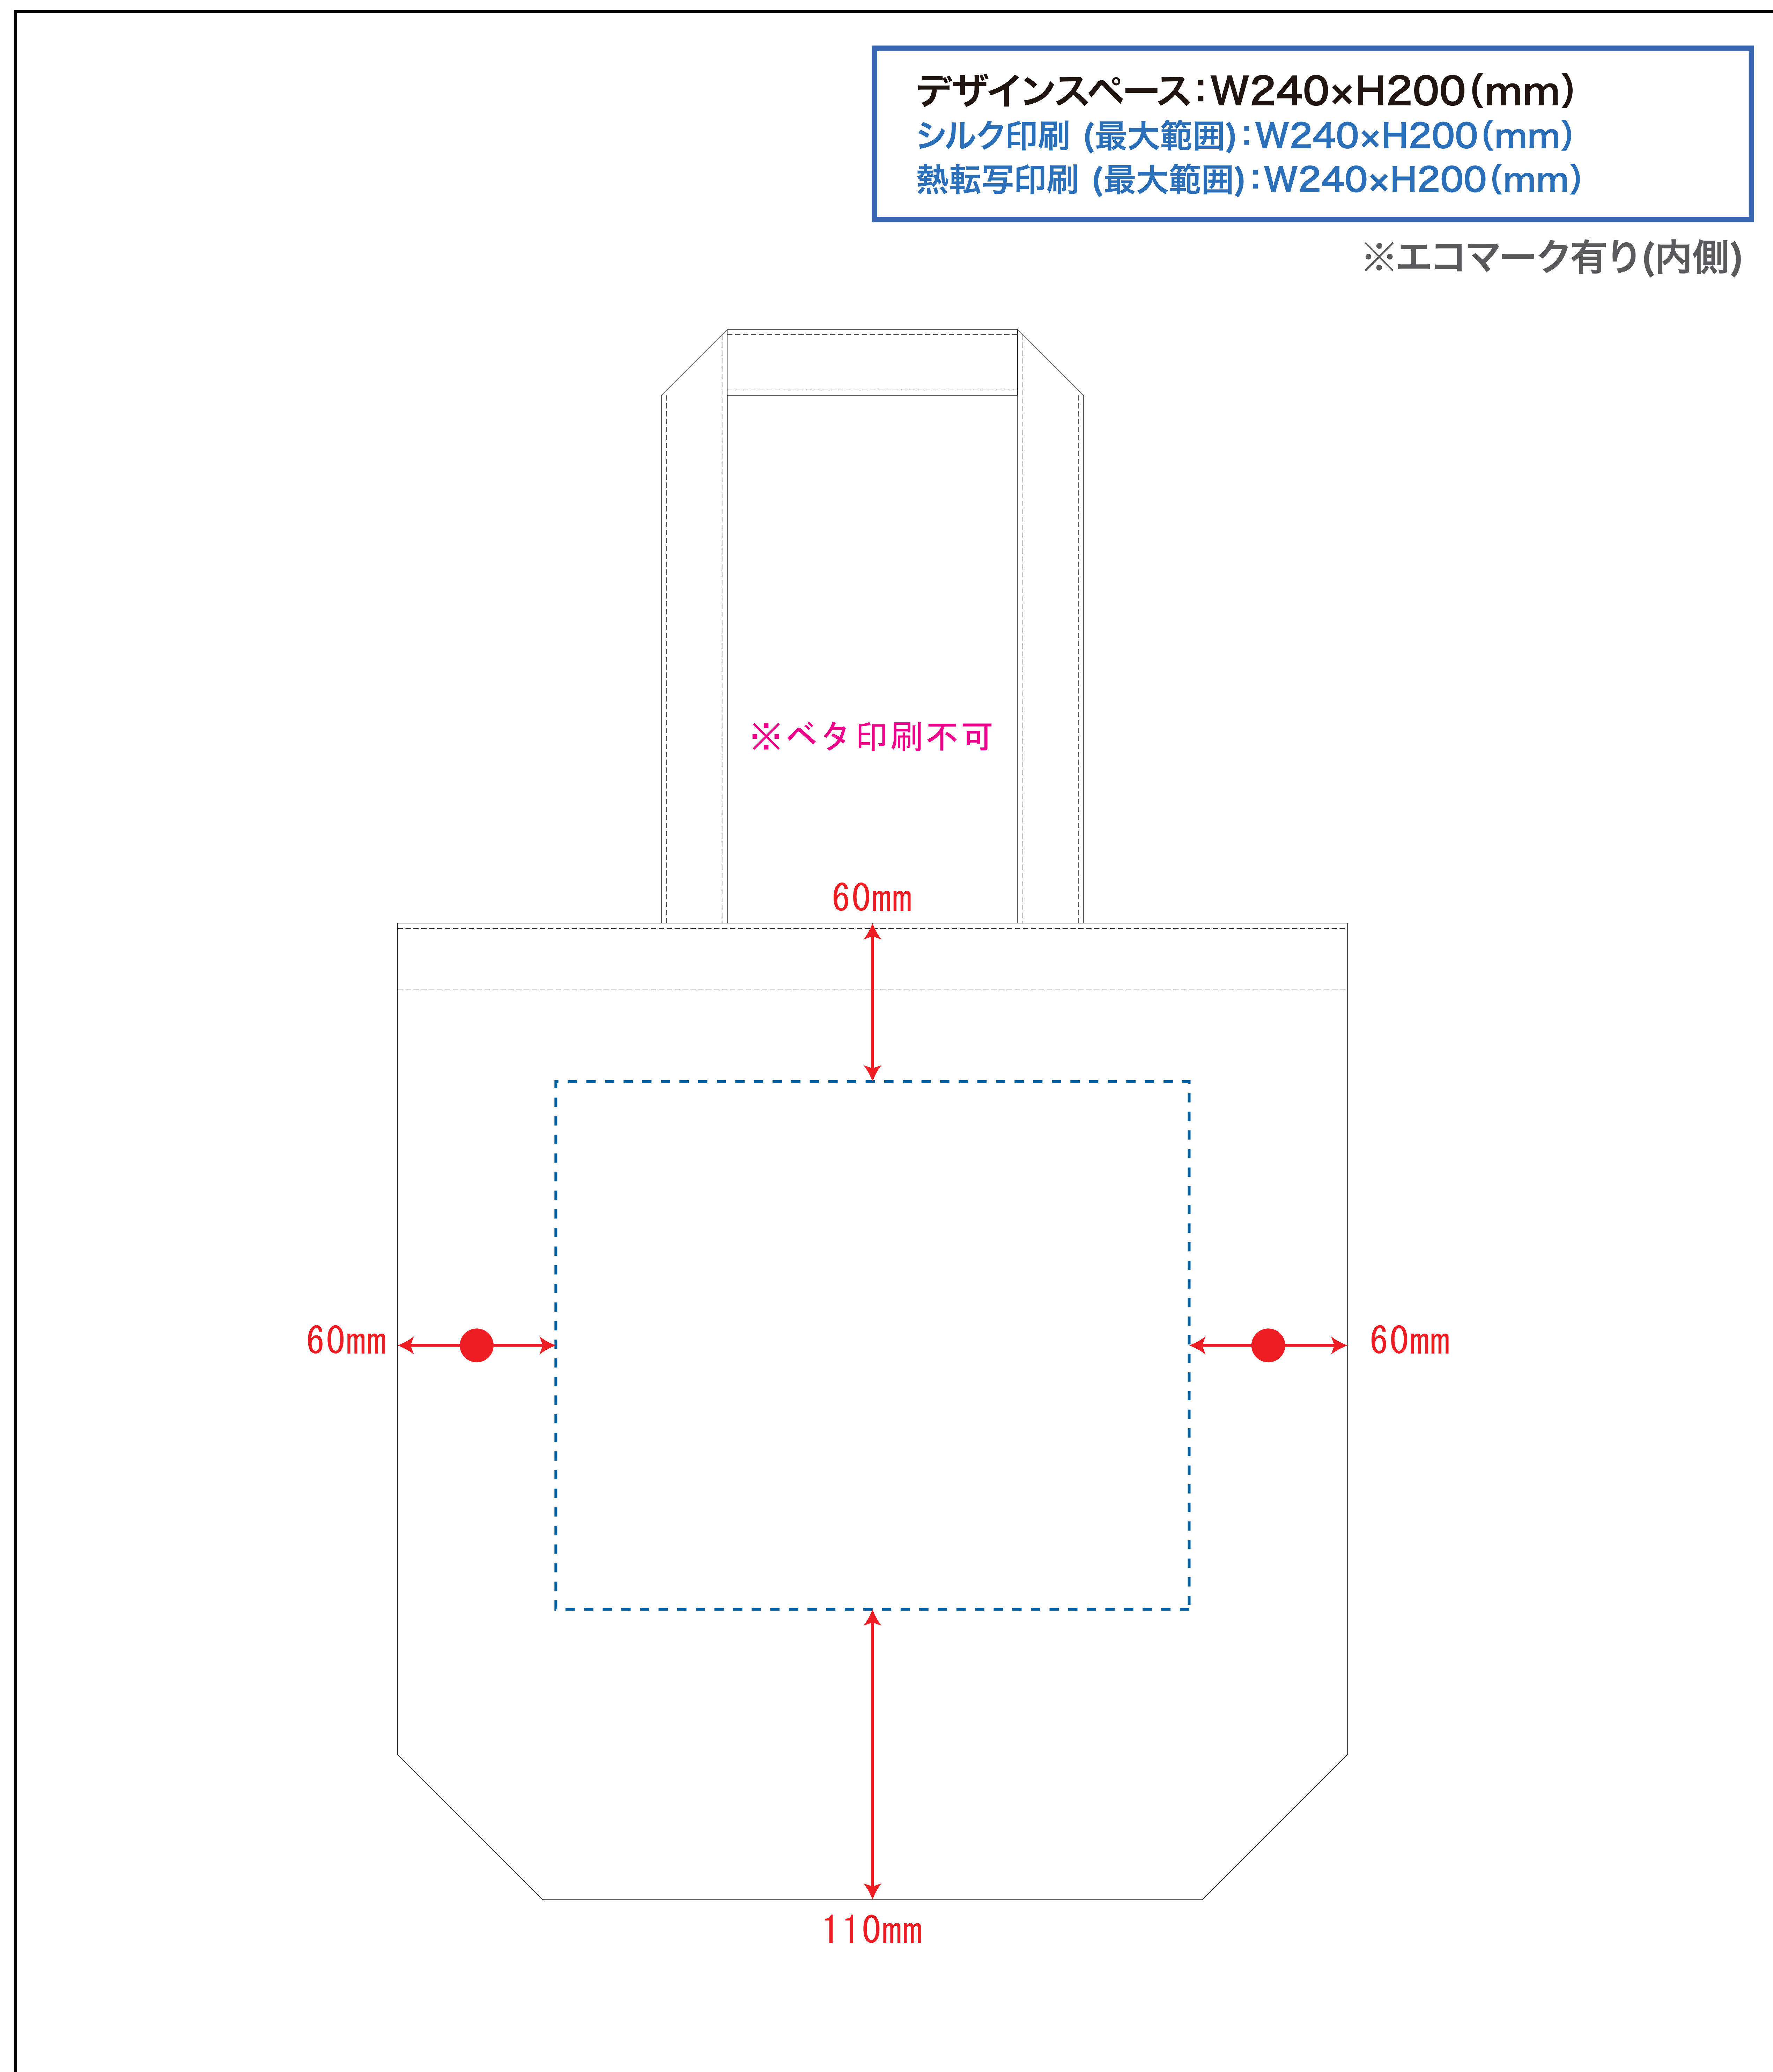 デザインスペース：W240×H200（mm）
シルク印刷 (最大範囲)：W240×H200（mm）
熱転写印刷 (最大範囲)：W240×H200（mm）
※エコマーク有り(内側)
※ベタ印刷不可
60mm
60mm
60mm
110mm